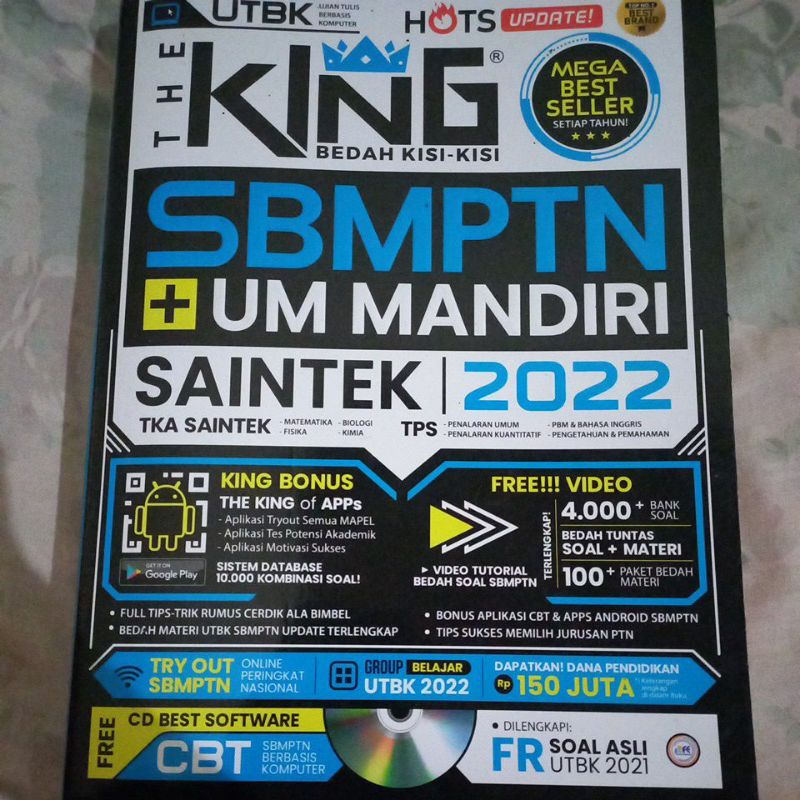 UTBK
UJIAN TULIS
BERBASIS
KOMPUTER
HOTS UPDATE!
TOP NO. 1
BEST
BRAND
THE KING®
BEDAH KISI-KISI
MEGA
BEST
SELLER
SETIAP TAHUN!
SBMPTN
+ UM MANDIRI
SAINTEK | 2022
TKA SAINTEK
- MATEMATIKA - BIOLOGI
- FISIKA - KIMIA
TPS
- PENALARAN UMUM - PBM & BAHASA INGGRIS
- PENALARAN KUANTITATIF - PENGETAHUAN & PEMAHAMAN
KING BONUS
THE KING of APPs
- Aplikasi Tryout Semua MAPEL
- Aplikasi Tes Potensi Akademik
- Aplikasi Motivasi Sukses
GET IT ON
Google Play
SISTEM DATABASE
10.000 KOMBINASI SOAL!
FREE!!! VIDEO
▸ VIDEO TUTORIAL
BEDAH SOAL SBMPTN
TERLENGKAP!
4.000+ BANK SOAL
BEDAH TUNTAS
SOAL + MATERI
100+ PAKET BEDAH MATERI
• FULL TIPS-TRIK RUMUS CERDIK ALA BIMBEL
• BEDAH MATERI UTBK SBMPTN UPDATE TERLENGKAP
• BONUS APLIKASI CBT & APPS ANDROID SBMPTN
• TIPS SUKSES MEMILIH JURUSAN PTN
TRY OUT
SBMPTN
ONLINE
PERINGKAT
NASIONAL
GROUP BELAJAR
UTBK 2022
DAPATKAN! DANA PENDIDIKAN
Rp 150 JUTA
*) Keterangan
lengkap
di dalam Buku
FREE
CD BEST SOFTWARE
CBT
SBMPTN
BERBASIS
KOMPUTER
• DILENGKAPI:
FR SOAL ASLI
UTBK 2021